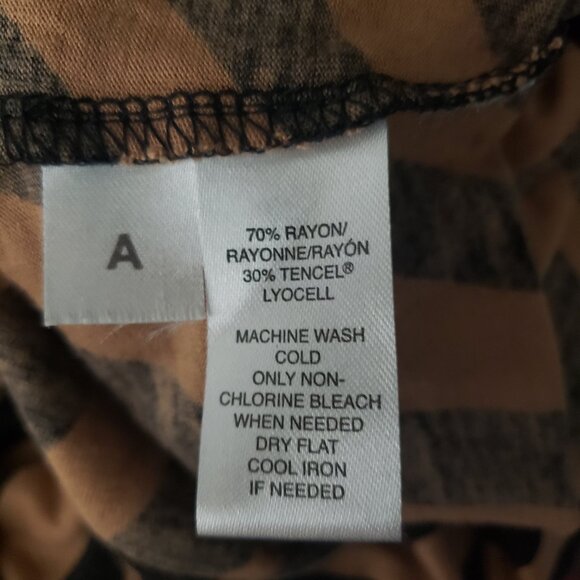 A
70% RAYON/
RAYONNE/RAYÓN
30% TENCEL®
LYOCELL
MACHINE WASH
COLD
ONLY NON-
CHLORINE BLEACH
WHEN NEEDED
DRY FLAT
COOL IRON
IF NEEDED